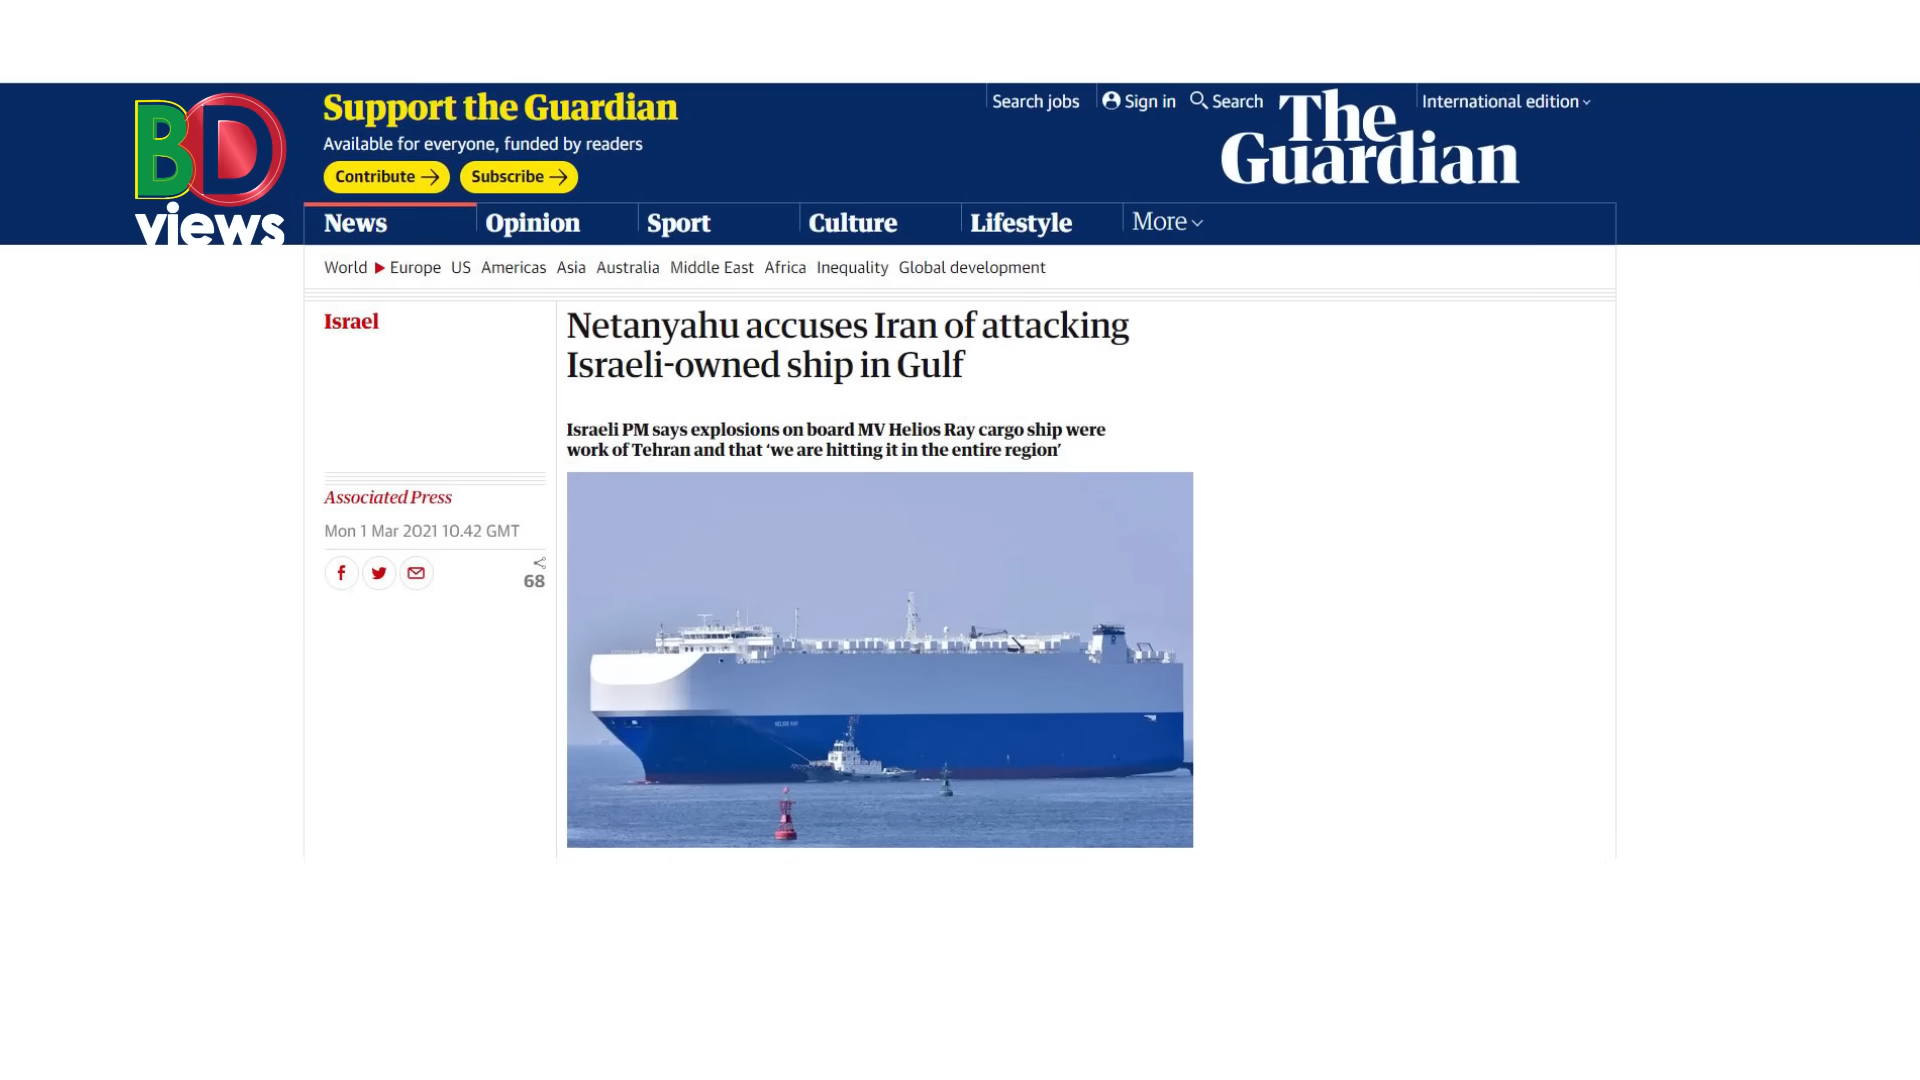 BD
views
Support the Guardian
Available for everyone, funded by readers
Contribute
Subscribe
Search jobs
Sign in
Search
International edition
The
Guardian
News
Opinion
Sport
Culture
Lifestyle
More
World Europe US Americas Asia Australia Middle East Africa Inequality Global development
Israel
Netanyahu accuses Iran of attacking
Israeli-owned ship in Gulf
Israeli PM says explosions on board MV Helios Ray cargo ship were
work of Tehran and that ‘we are hitting it in the entire region’
Associated Press
Mon 1 Mar 2021 10.42 GMT
68
HELIOS RAY